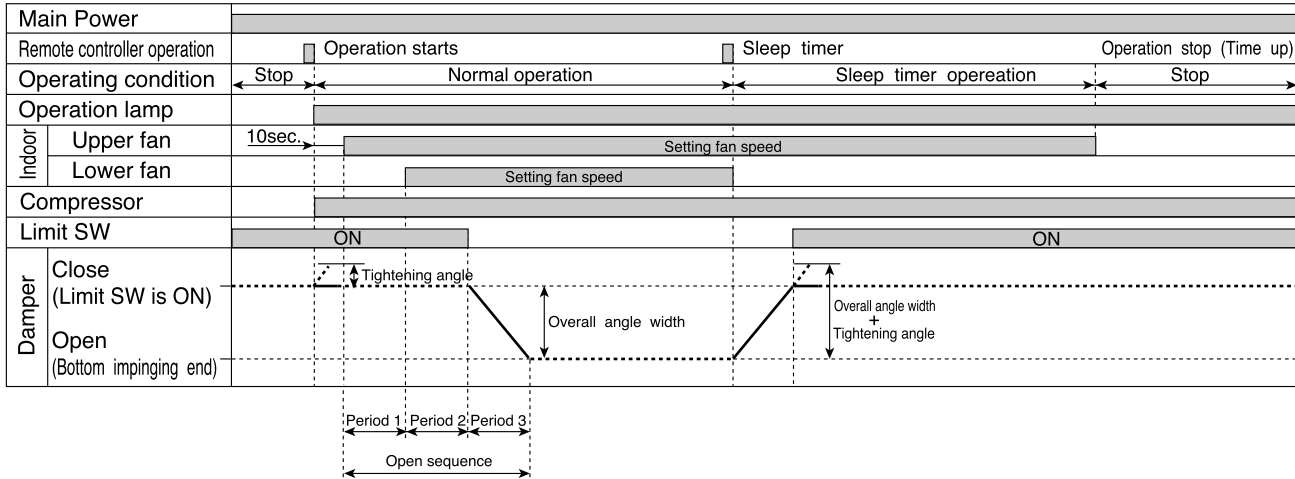 Main Power
Remote controller operation
Operation starts
Sleep timer
Operation stop (Time up)
Operating condition
Stop
Normal operation
Sleep timer opereation
Stop
Operation lamp
Indoor
Upper fan
10sec.
Setting fan speed
Lower fan
Setting fan speed
Compressor
Limit SW
ON
ON
Damper
Close
(Limit SW is ON)
Tightening angle
Overall angle width
Overall angle width
+
Tightening angle
Open
(Bottom impinging end)
Period 1
Period 2
Period 3
Open sequence